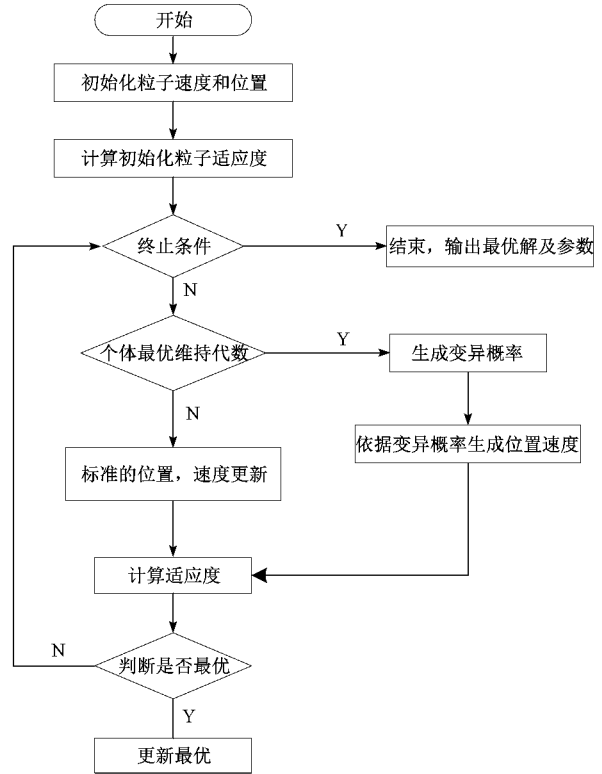 开始
初始化粒子速度和位置
计算初始化粒子适应度
终止条件
Y
结束，输出最优解及参数
N
个体最优维持代数
Y
生成变异概率
N
依据变异概率生成位置速度
标准的位置，速度更新
计算适应度
N
判断是否最优
Y
更新最优